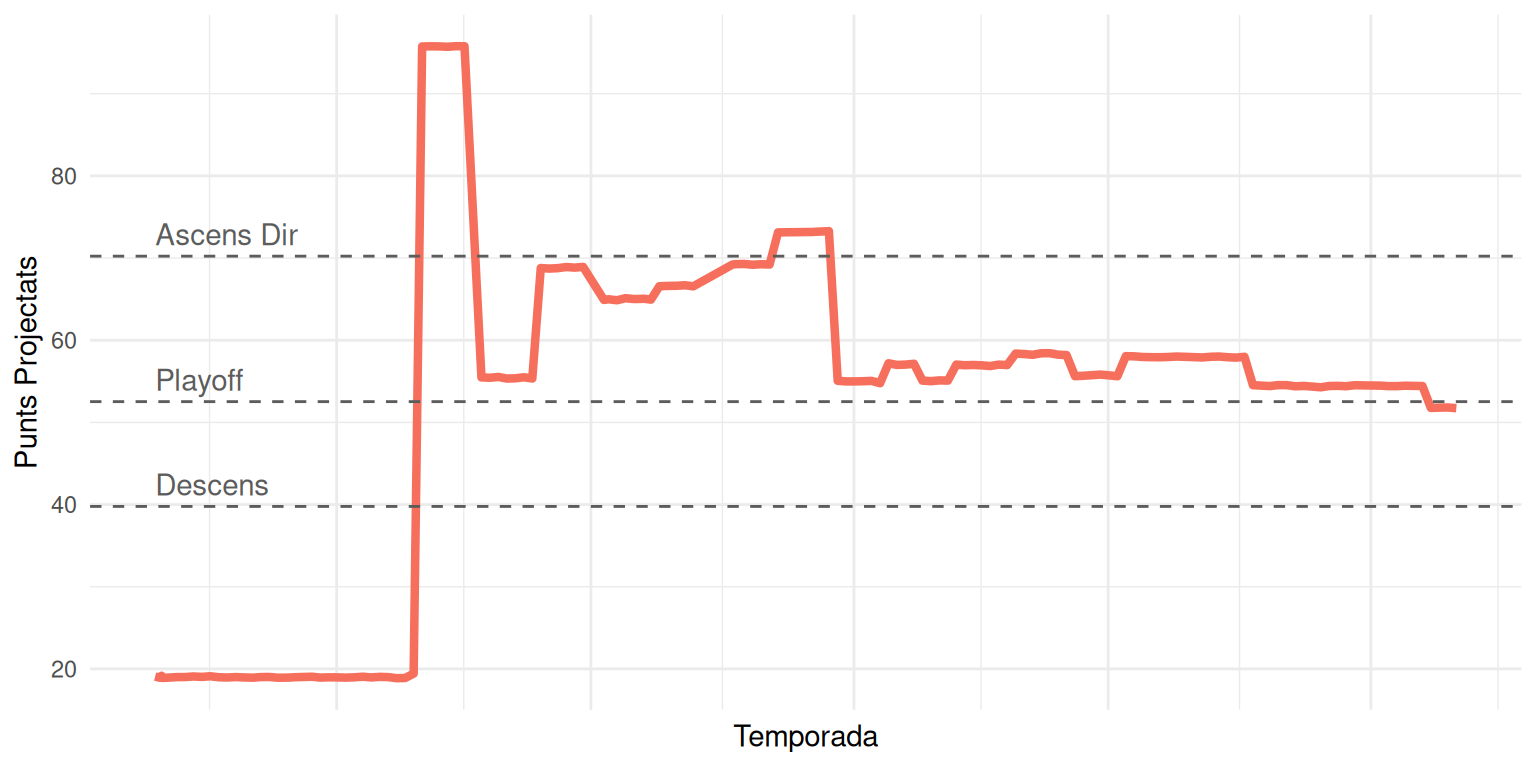 80
60
40
20
Ascens Dir
Playoff
Descens
Punts Projectats
Temporada